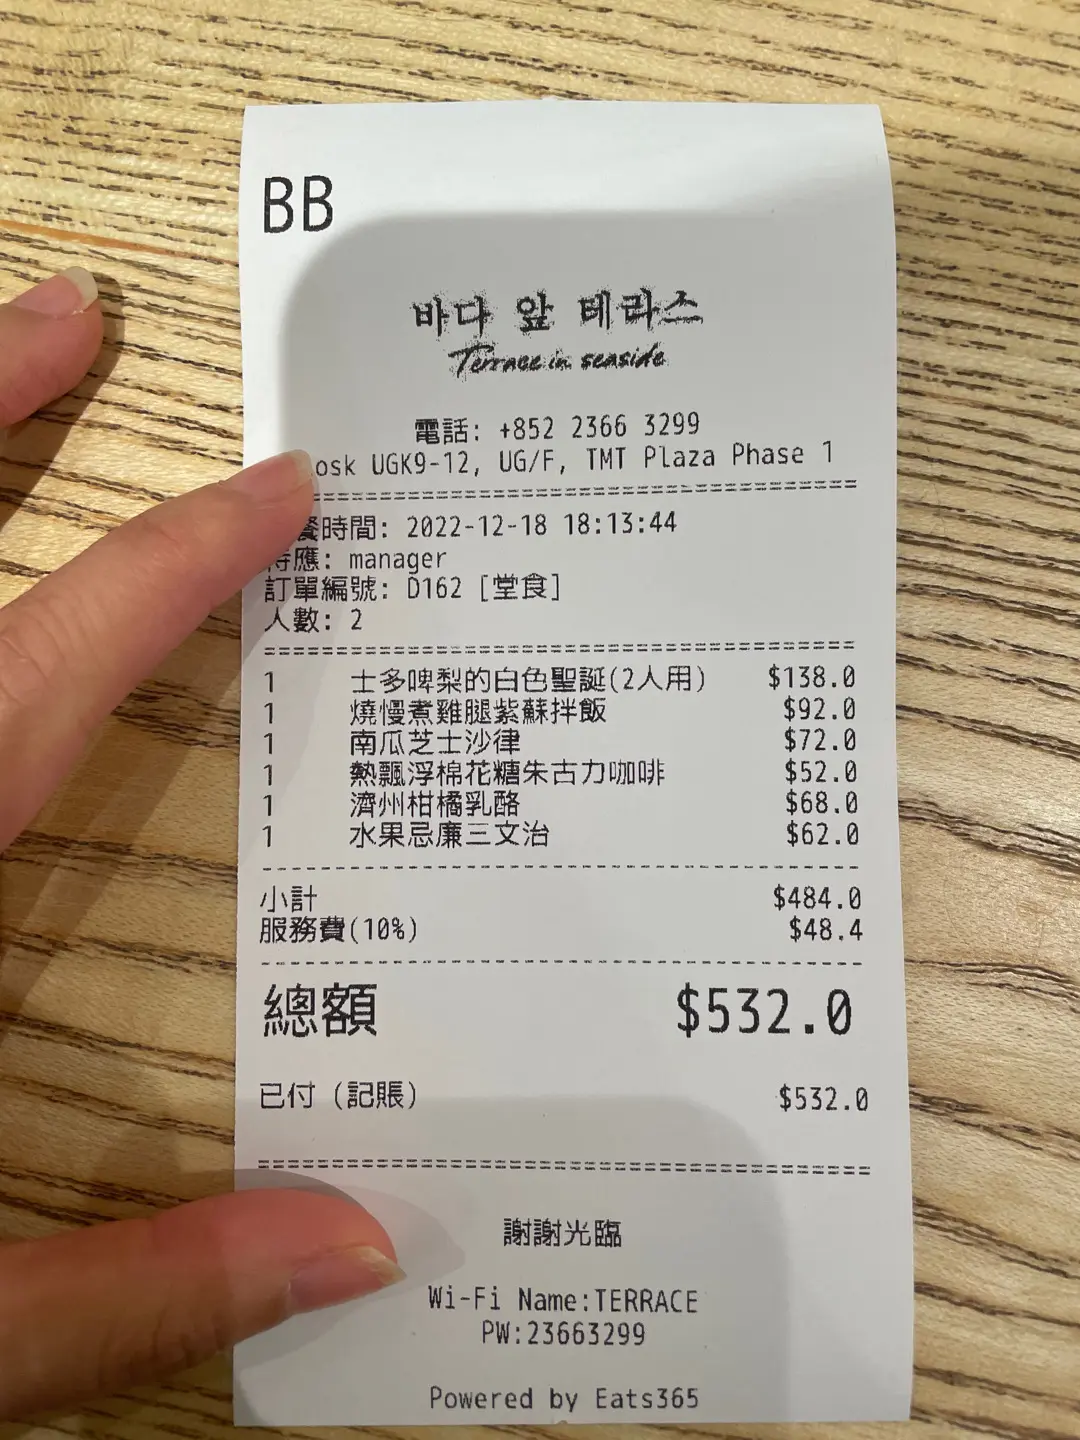 BB
바다 앞 테라스
Terrace in seaside
電話: +852 2366 3299
UGK9-12, UG/F, TMT Plaza Phase 1
時間: 2022-12-18 18:13:44
manager
訂單編號: D162 [堂食]
人數: 2
1 士多啤梨的白色聖誕(2人用) $138.0
1 燒慢煮雞腿紫蘇拌飯 $92.0
1 南瓜芝士沙律 $72.0
1 熱飄浮棉花糖朱古力咖啡 $52.0
1 濟州柑橘乳酪 $68.0
1 水果忌廉三文治 $62.0
小計 $484.0
服務費(10%) $48.4
總額 $532.0
已付 (記賬) $532.0
謝謝光臨
Wi-Fi Name:TERRACE
PW:23663299
Powered by Eats365